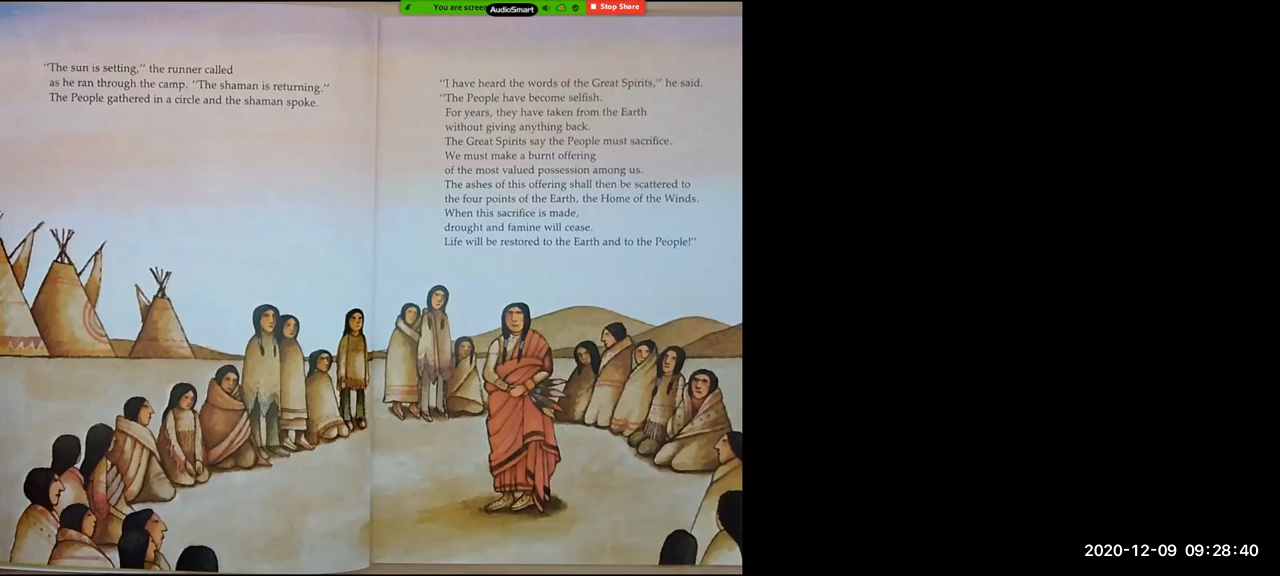 You are screen
AudioSmart
Stop Share
"The sun is setting," the runner called
as he ran through the camp. "The shaman is returning."
The People gathered in a circle and the shaman spoke.
"I have heard the words of the Great Spirits," he said.
"The People have become selfish.
For years, they have taken from the Earth
without giving anything back.
The Great Spirits say the People must sacrifice.
We must make a burnt offering
of the most valued possession among us.
The ashes of this offering shall then be scattered to
the four points of the Earth, the Home of the Winds.
When this sacrifice is made,
drought and famine will cease.
Life will be restored to the Earth and to the People!"
2020-12-09 09:28:40